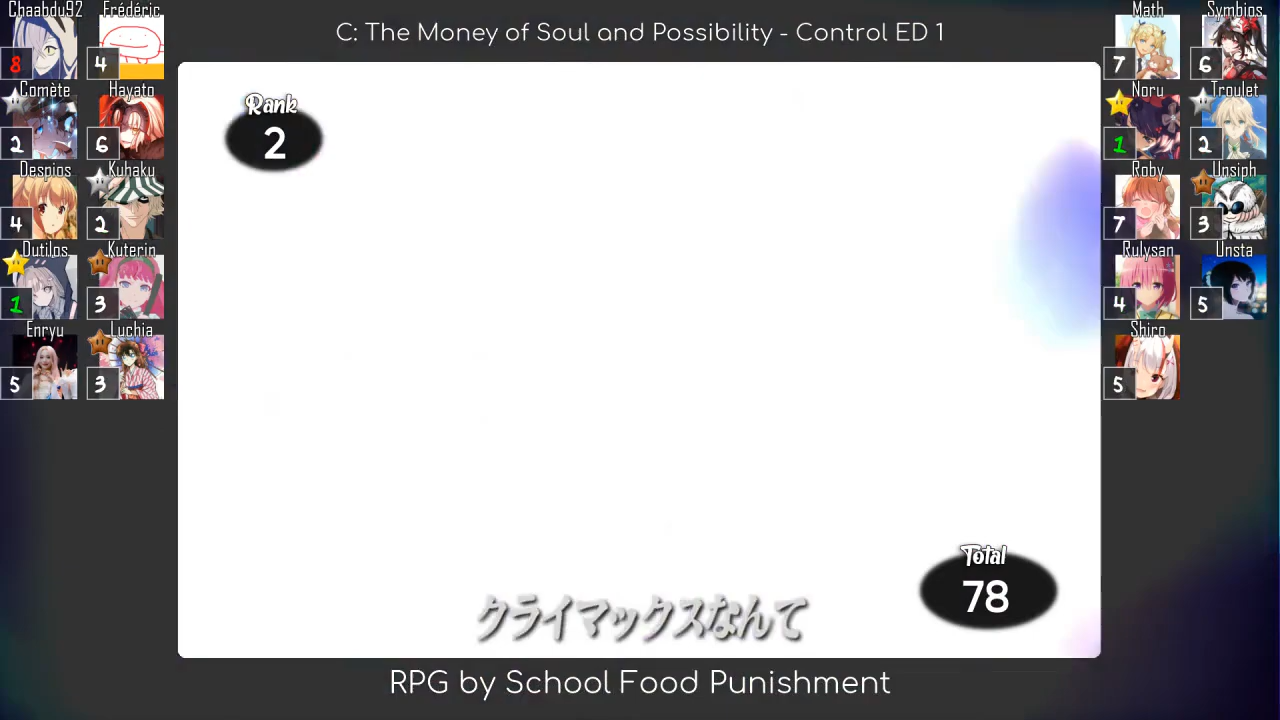 C: The Money of Soul and Possibility - Control ED 1
Chaabdu92
8
Frédéric
4
Comète
2
Hayato
6
Despios
4
Kuhaku
2
Dutilos
1
Kuterin
3
Enryu
5
Luchia
3
Rank
2
Total
78
クライマックスなんて
Math
7
Symbios
6
Noru
1
Troulet
2
Roby
7
Unsiph
3
Rulysan
4
Unsta
5
Shiro
5
RPG by School Food Punishment